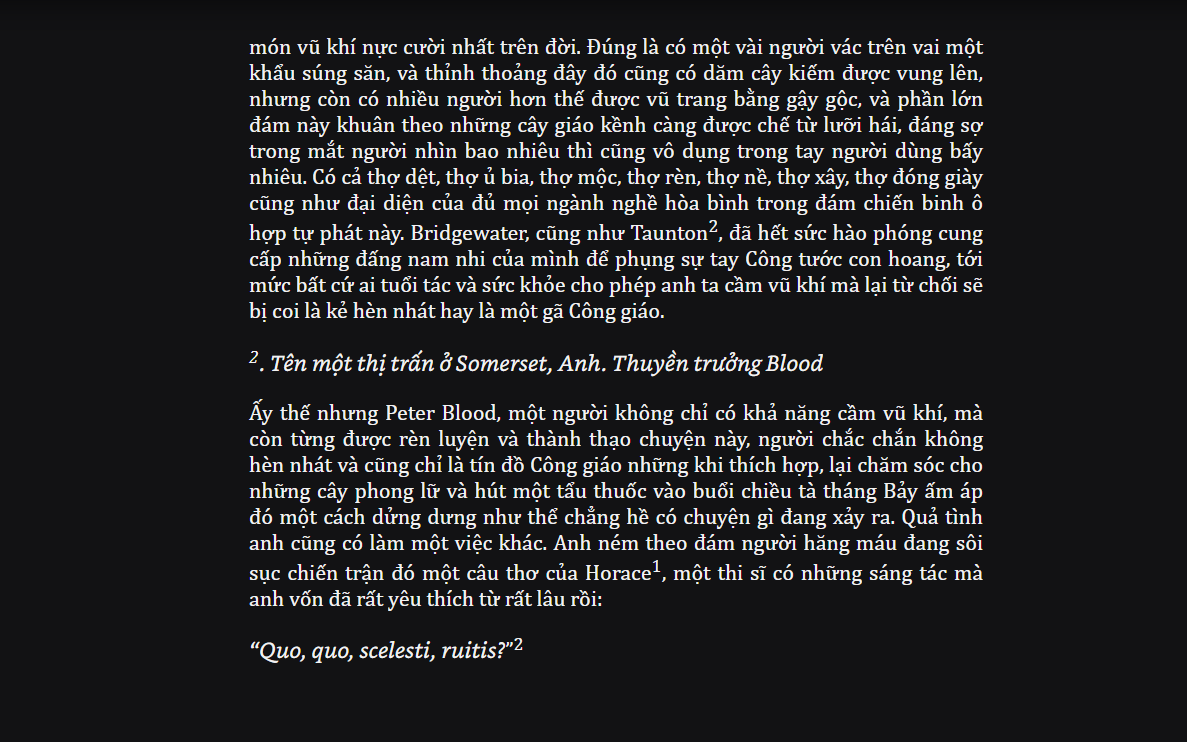 món vũ khí nực cười nhất trên đời. Đúng là có một vài người vác trên vai một
khẩu súng săn, và thỉnh thoảng đây đó cũng có dăm cây kiếm được vung lên,
nhưng còn có nhiều người hơn thế được vũ trang bằng gậy gộc, và phần lớn
đám này khuân theo những cây giáo kềnh càng được chế từ lưỡi hái, đáng sợ
trong mắt người nhìn bao nhiêu thì cũng vô dụng trong tay người dùng bấy
nhiêu. Có cả thợ dệt, thợ ủ bia, thợ mộc, thợ rèn, thợ nề, thợ xây, thợ đóng giày
cũng như đại diện của đủ mọi ngành nghề hòa bình trong đám chiến binh ô
hợp tự phát này. Bridgewater, cũng như Taunton², đã hết sức hào phóng cung
cấp những đấng nam nhi của mình để phụng sự tay Công tước con hoang, tới
mức bất cứ ai tuổi tác và sức khỏe cho phép anh ta cầm vũ khí mà lại từ chối sẽ
bị coi là kẻ hèn nhát hay là một gã Công giáo.
². Tên một thị trấn ở Somerset, Anh. Thuyền trưởng Blood
Ấy thế nhưng Peter Blood, một người không chỉ có khả năng cầm vũ khí, mà
còn từng được rèn luyện và thành thạo chuyện này, người chắc chắn không
hèn nhát và cũng chỉ là tín đồ Công giáo những khi thích hợp, lại chăm sóc cho
những cây phong lữ và hút một tẩu thuốc vào buổi chiều tà tháng Bảy ấm áp
đó một cách dửng dưng như thể chẳng hề có chuyện gì đang xảy ra. Quả tình
anh cũng có làm một việc khác. Anh ném theo đám người hăng máu đang sôi
sục chiến trận đó một câu thơ của Horace¹, một thi sĩ có những sáng tác mà
anh vốn đã rất yêu thích từ rất lâu rồi:
“Quo, quo, scelesti, ruitis?”²